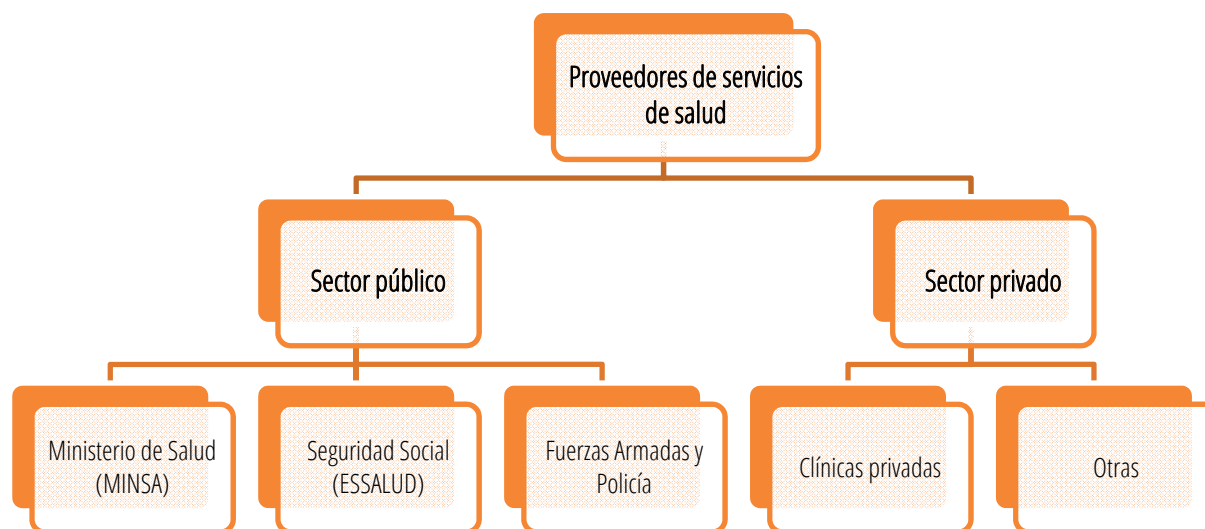 Proveedores de servicios
de salud
Sector público
Sector privado
Ministerio de Salud
(MINSA)
Seguridad Social
(ESSALUD)
Fuerzas Armadas y
Policía
Clínicas privadas
Otras